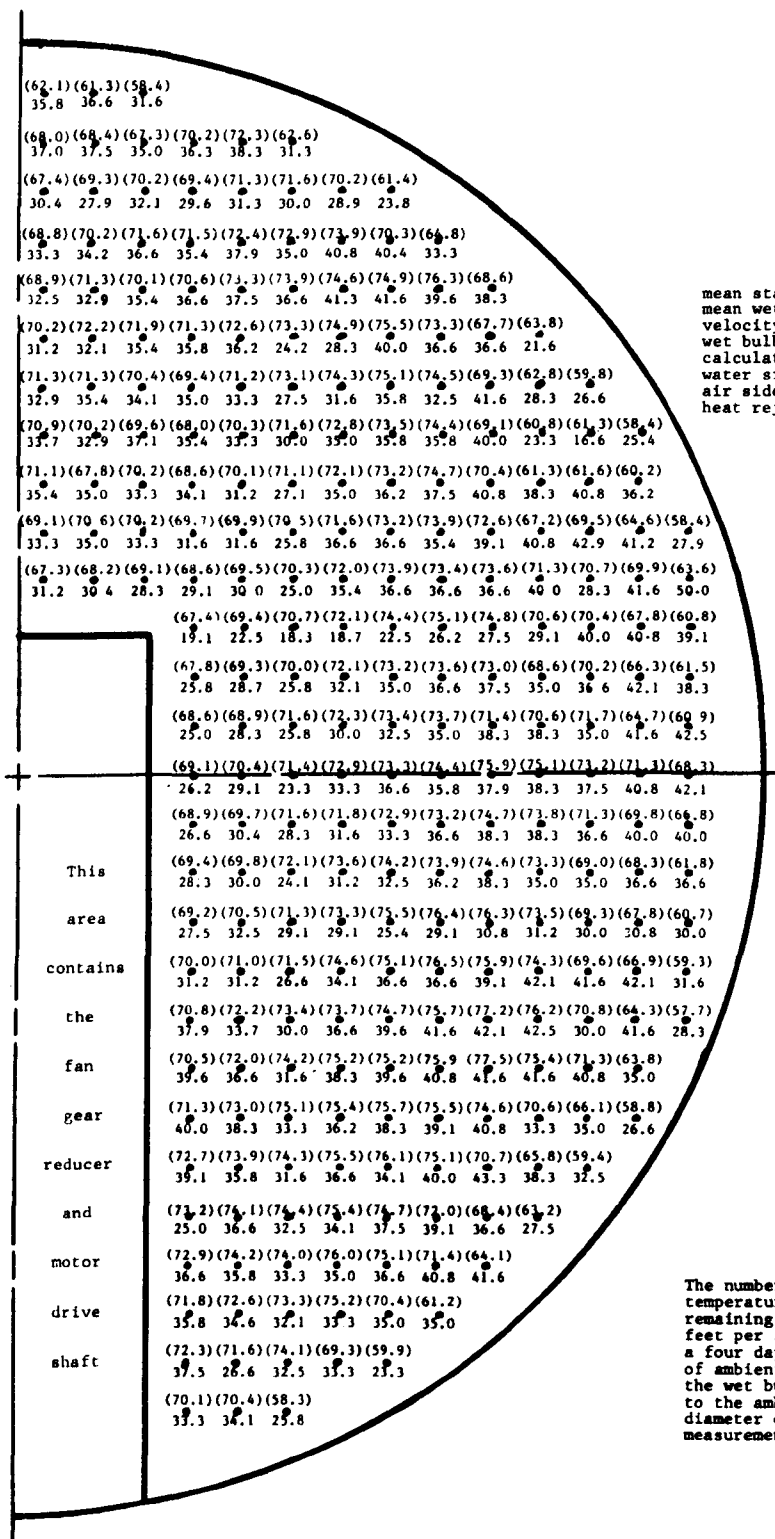 (62.1)(61.3)(58.4)
35.8 36.6 31.6
(68.0)(68.4)(67.3)(70.2)(72.3)(62.6)
37.0 37.5 35.0 36.3 38.3 31.3
(67.4)(69.3)(70.2)(69.4)(71.3)(71.6)(70.2)(61.4)
30.4 27.9 32.1 29.6 31.3 30.0 28.9 23.8
(68.8)(70.2)(71.6)(71.5)(72.4)(72.9)(73.9)(70.3)(64.8)
33.3 34.2 36.6 35.4 37.9 35.0 40.8 40.4 33.3
(68.9)(71.3)(70.1)(70.6)(73.3)(73.9)(74.6)(74.9)(76.3)(68.6)
32.5 32.9 35.4 36.6 37.5 36.6 41.3 41.6 39.6 38.3
mean sta
mean wet
velocity
wet bulb
calculat
water si
air side
heat rej
(70.2)(72.2)(71.9)(71.3)(72.6)(73.3)(74.9)(75.5)(73.3)(67.7)(63.8)
31.2 32.1 35.4 35.8 36.2 24.2 28.3 40.0 36.6 36.6 21.6
(71.3)(71.3)(70.4)(69.4)(71.2)(73.1)(74.3)(75.1)(74.5)(69.3)(62.8)(59.8)
32.9 35.4 34.1 35.0 33.3 27.5 31.6 35.8 32.5 41.6 28.3 26.6
(70.9)(70.2)(69.6)(68.0)(70.3)(71.6)(72.8)(73.5)(74.4)(69.1)(60.8)(61.3)(58.4)
33.7 32.9 37.1 35.4 33.3 30.0 35.0 35.8 35.8 40.0 23.3 16.6 25.4
(71.1)(67.8)(70.2)(68.6)(70.1)(71.1)(72.1)(73.2)(74.7)(70.4)(61.3)(61.6)(60.2)
35.4 35.0 33.3 34.1 31.2 27.1 35.0 36.2 37.5 40.8 38.3 40.8 36.2
(69.1)(70.6)(70.2)(69.7)(69.9)(70.5)(71.6)(73.2)(73.9)(72.6)(67.2)(69.5)(64.6)(58.4)
33.3 35.0 33.3 31.6 31.6 25.8 36.6 36.6 35.4 39.1 40.8 42.9 41.2 27.9
(67.3)(68.2)(69.1)(68.6)(69.5)(70.3)(72.0)(73.9)(73.4)(73.6)(71.3)(70.7)(69.9)(63.6)
31.2 30.4 28.3 29.1 30 0 25.0 35.4 36.6 36.6 36.6 40 0 28.3 41.6 50.0
(67.4)(69.4)(70.7)(72.1)(74.4)(75.1)(74.8)(70.6)(70.4)(67.8)(60.8)
19.1 22.5 18.3 18.7 22.5 26.2 27.5 29.1 40.0 40.8 39.1
(67.8)(69.3)(70.0)(72.1)(73.2)(73.6)(73.0)(68.6)(70.2)(66.3)(61.5)
25.8 28.7 25.8 32.1 35.0 36.6 37.5 35.0 36 6 42.1 38.3
(68.6)(68.9)(71.6)(72.3)(73.4)(73.7)(71.4)(70.6)(71.7)(64.7)(60 9)
25.0 28.3 25.8 30.0 32.5 35.0 38.3 38.3 35.0 41.6 42.5
(69.1)(70.4)(71.4)(72.9)(73.3)(74.4)(75.9)(75.1)(73.2)(71.3)(68.3)
26.2 29.1 23.3 33.3 36.6 35.8 37.9 38.3 37.5 40.8 42.1
(68.9)(69.7)(71.6)(71.8)(72.9)(73.2)(74.7)(73.8)(71.3)(69.8)(66.8)
26.6 30.4 28.3 31.6 33.3 36.6 38.3 38.3 36.6 40.0 40.0
This
(69.4)(69.8)(72.1)(73.6)(74.2)(73.9)(74.6)(73.3)(69.0)(68.3)(61.8)
28.3 30.0 24.1 31.2 32.5 36.2 38.3 35.0 35.0 36.6 36.6
area
(69.2)(70.5)(71.3)(73.3)(75.5)(76.4)(76.3)(73.5)(69.3)(67.8)(60.7)
27.5 32.5 29.1 29.1 25.4 29.1 30.8 31.2 30.0 30.8 30.0
contains
(70.0)(71.0)(71.5)(74.6)(75.1)(76.5)(75.9)(74.3)(69.6)(66.9)(59.3)
31.2 31.2 26.6 34.1 36.6 36.6 39.1 42.1 41.6 42.1 31.6
the
(70.8)(72.2)(73.4)(73.7)(74.7)(75.7)(77.2)(76.2)(70.8)(64.3)(57.7)
37.9 33.7 30.0 36.6 39.6 41.6 42.1 42.5 30.0 41.6 28.3
fan
(70.5)(72.0)(74.2)(75.2)(75.2)(75.9 (77.5)(75.4)(71.3)(63.8)
39.6 36.6 31.6 38.3 39.6 40.8 41.6 41.6 40.8 35.0
gear
(71.3)(73.0)(75.1)(75.4)(75.7)(75.5)(74.6)(70.6)(66.1)(58.8)
40.0 38.3 33.3 36.2 38.3 39.1 40.8 33.3 35.0 26.6
reducer
(72.7)(73.9)(74.3)(75.5)(76.1)(75.1)(70.7)(65.8)(59.4)
39.1 35.8 31.6 36.6 34.1 40.0 43.3 38.3 32.5
and
(73.2)(74.1)(74.4)(75.4)(74.7)(72.0)(68.4)(63.2)
25.0 36.6 32.5 34.1 37.5 39.1 36.6 27.5
motor
(72.9)(74.2)(74.0)(76.0)(75.1)(71.4)(64.1)
36.6 35.8 33.3 35.0 36.6 40.8 41.6
drive
(71.8)(72.6)(73.3)(75.2)(70.4)(61.2)
35.8 34.6 32.1 33.3 35.0 35.0
shaft
(72.3)(71.6)(74.1)(69.3)(59.9)
37.5 26.6 32.5 33.3 23.3
(70.1)(70.4)(58.3)
33.3 34.1 25.8
The number
temperatur
remaining
feet per
a four da
of ambien
the wet bu
to the amb
diameter
measuremen